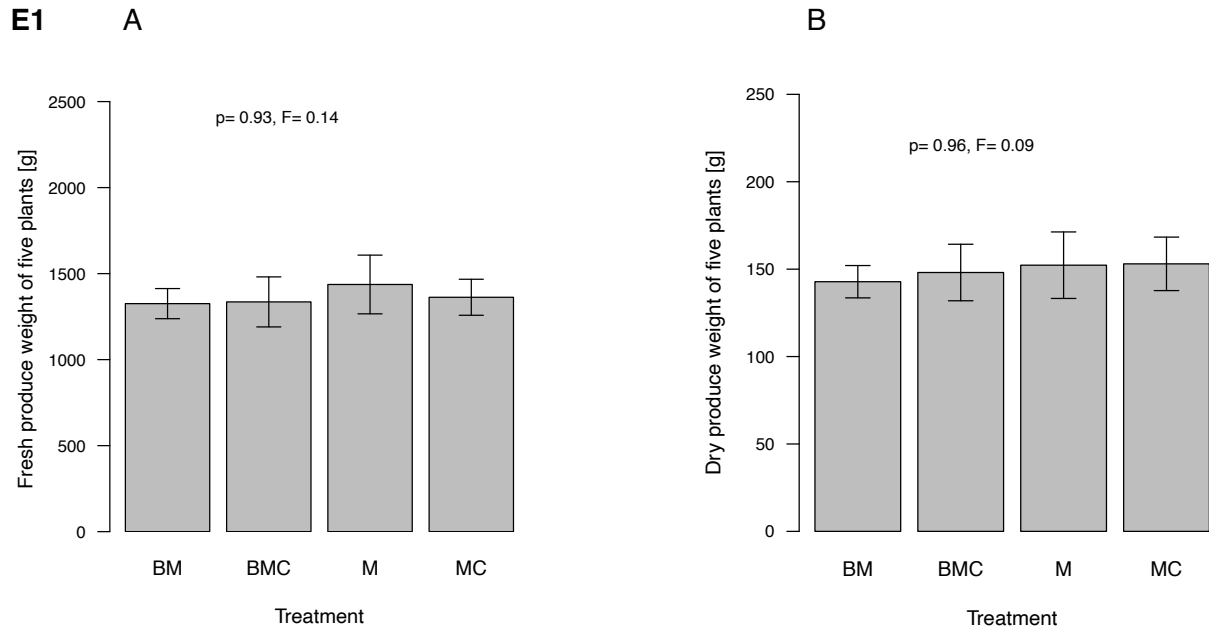 E1
A
Fresh produce weight of five plants [g]
2500
2000
1500
1000
500
0
p= 0.93, F= 0.14
BM BMC M MC
Treatment
B
Dry produce weight of five plants [g]
250
200
150
100
50
0
p= 0.96, F= 0.09
BM BMC M MC
Treatment